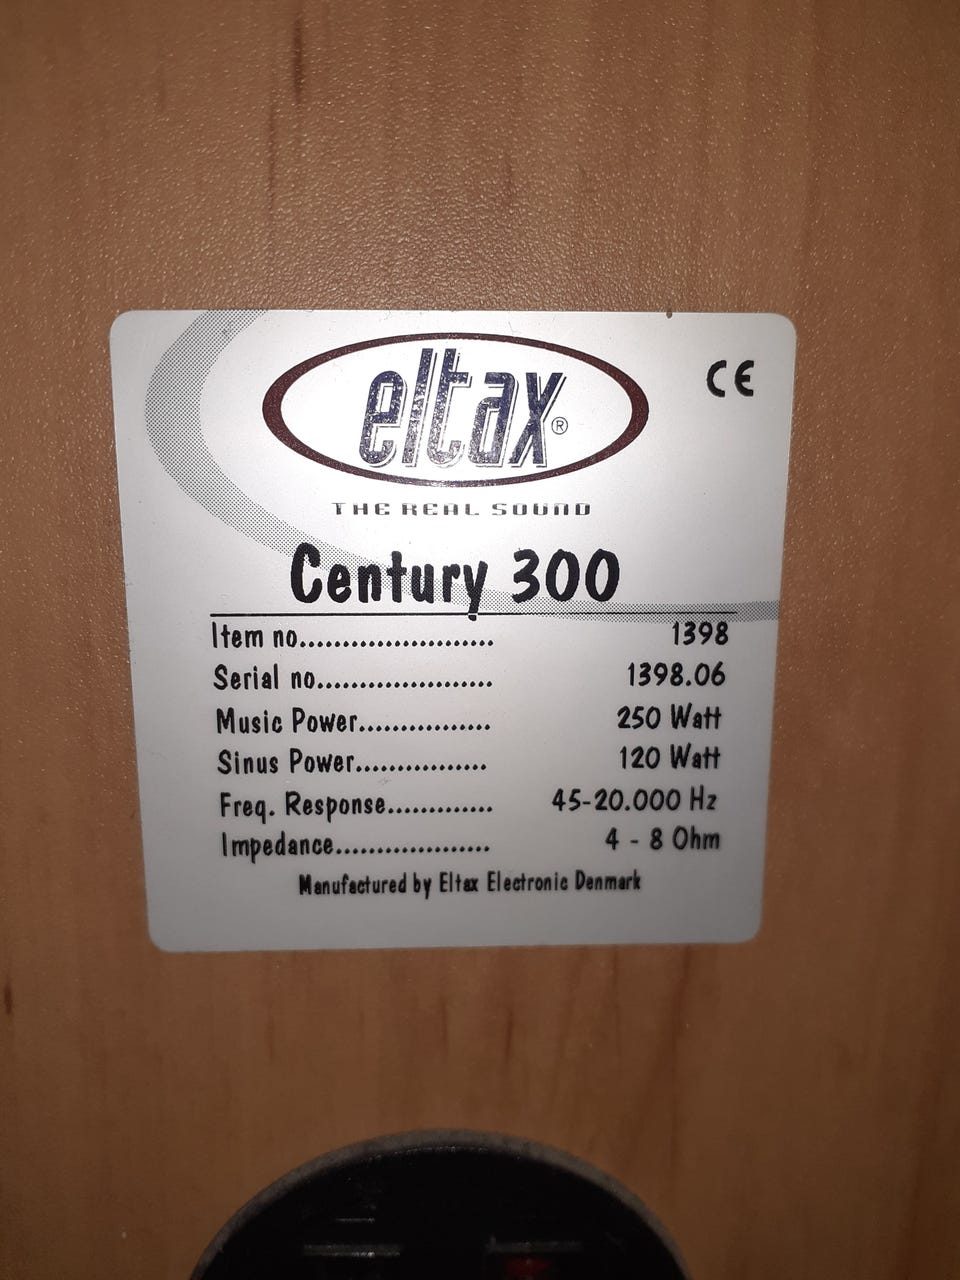 eltax®
CE
THE REAL SOUND
Century 300
Item no..................... 1398
Serial no.................... 1398.06
Music Power............... 250 Watt
Sinus Power............... 120 Watt
Freq. Response............ 45-20.000 Hz
Impedance.................. 4 - 8 Ohm
Manufactured by Eltax Electronic Denmark